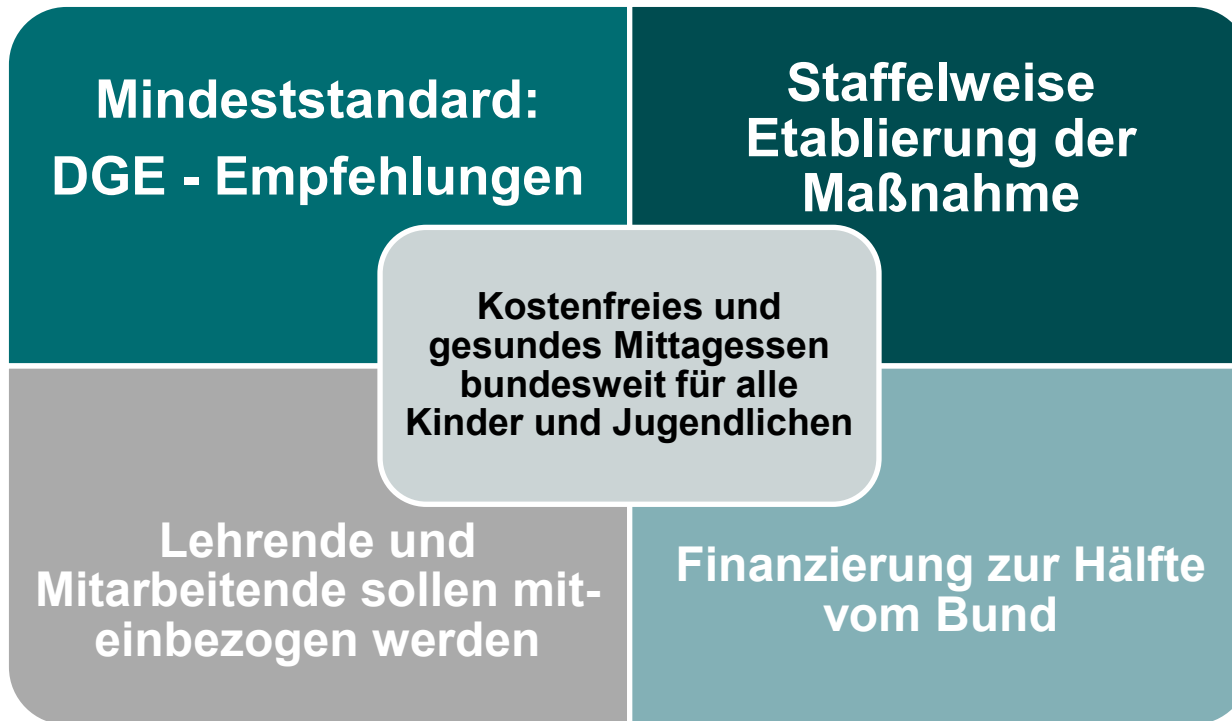 Mindeststandard:
DGE - Empfehlungen
Staffelweise
Etablierung der
Maßnahme
Kostenfreies und
gesundes Mittagessen
bundesweit für alle
Kinder und Jugendlichen
Lehrende und
Mitarbeitende sollen mit-
einbezogen werden
Finanzierung zur Hälfte
vom Bund